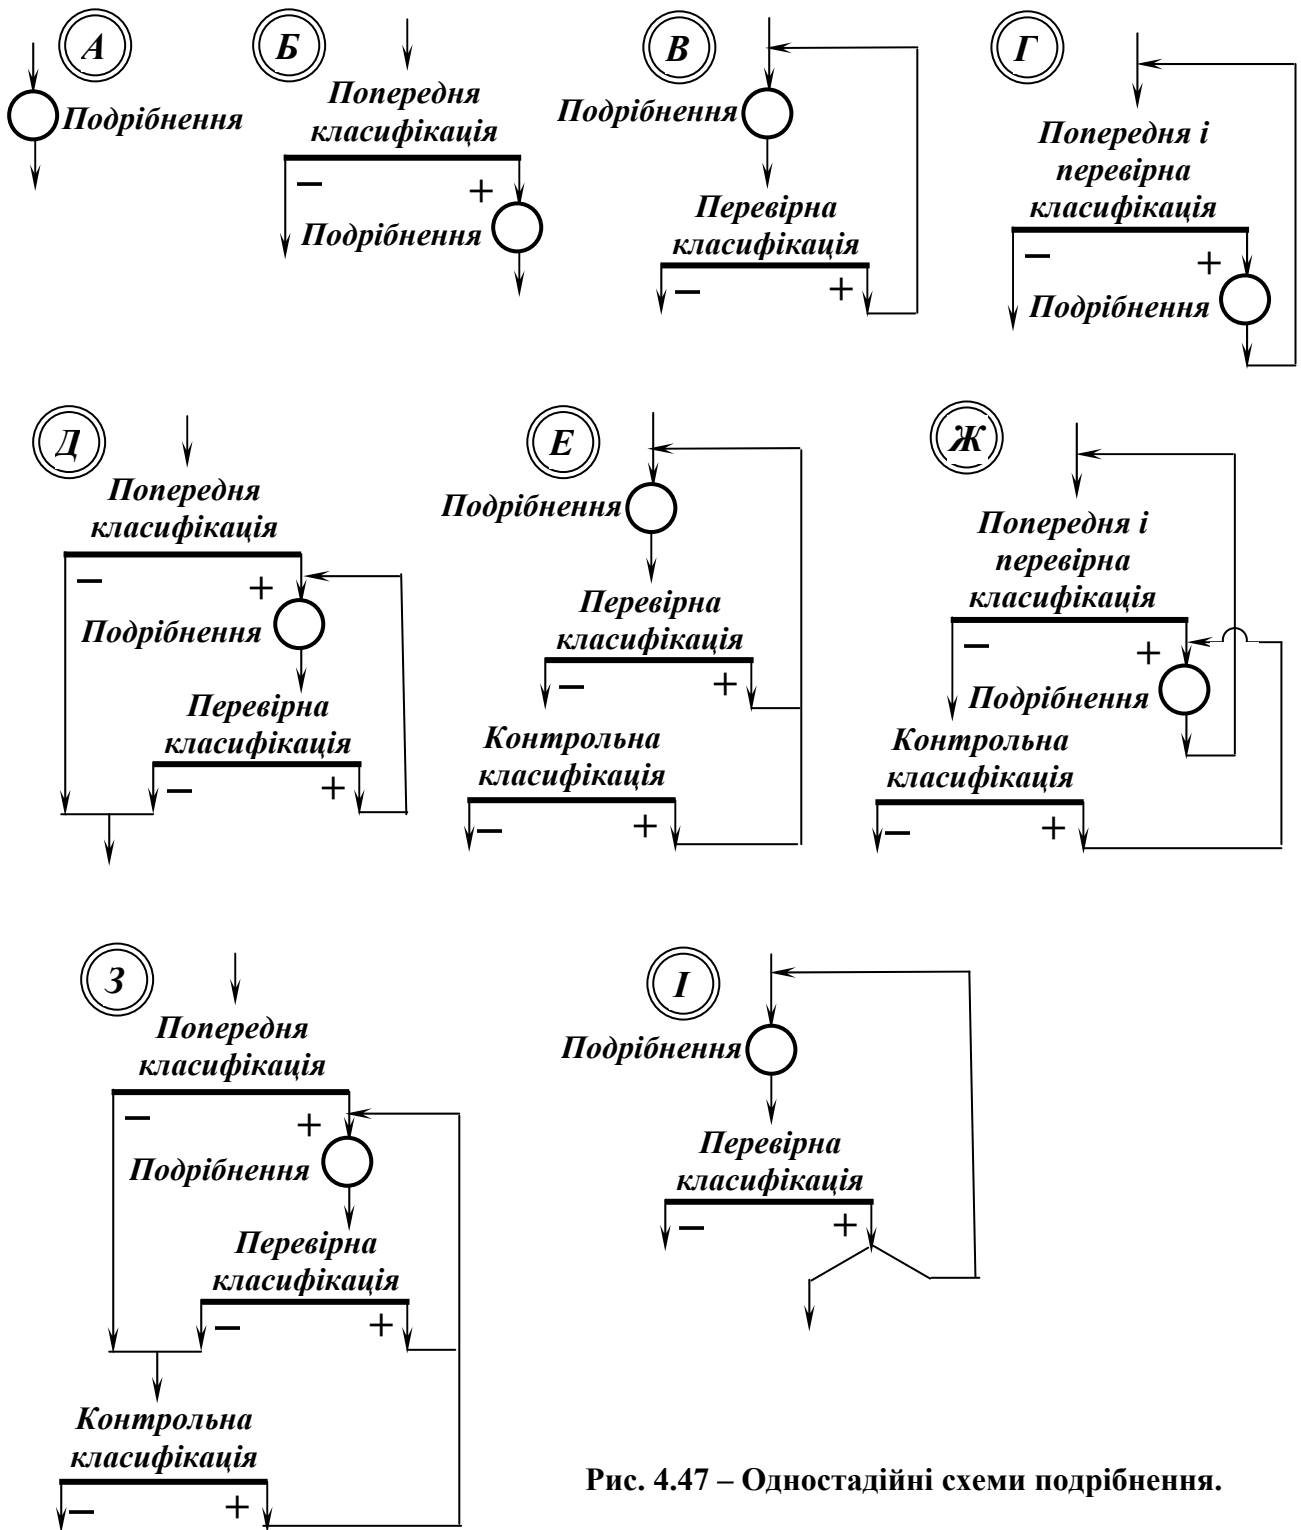 А
Подрібнення
Б
Попередня
класифікація
–
+
Подрібнення
В
Подрібнення
Перевірна
класифікація
–
+
Г
Попередня і
перевірна
класифікація
–
+
Подрібнення
Д
Попередня
класифікація
–
+
Подрібнення
Перевірна
класифікація
–
+
Е
Подрібнення
Перевірна
класифікація
–
+
Контрольна
класифікація
–
+
Ж
Попередня і
перевірна
класифікація
–
+
Подрібнення
Контрольна
класифікація
–
+
З
Попередня
класифікація
–
+
Подрібнення
Перевірна
класифікація
–
+
Контрольна
класифікація
–
+
І
Подрібнення
Перевірна
класифікація
–
+
Рис. 4.47 – Одностадійні схеми подрібнення.